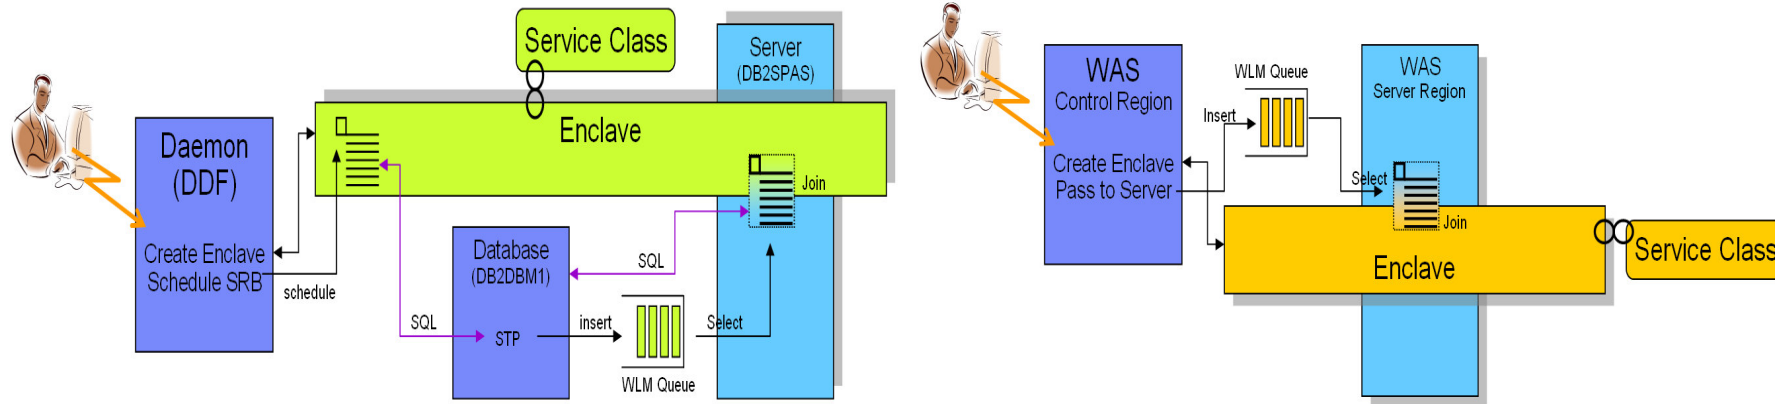 Service Class
Server
(DB2SPAS)
Enclave
Daemon
(DDF)
Create Enclave
Schedule SRB
schedule
Join
Database
(DB2DBM1)
SQL
SQL
STP
insert
Select
WLM Queue
WAS
Control Region
Create Enclave
Pass to Server
WLM Queue
Insert
WAS
Server Region
Select
Join
Enclave
Service Class